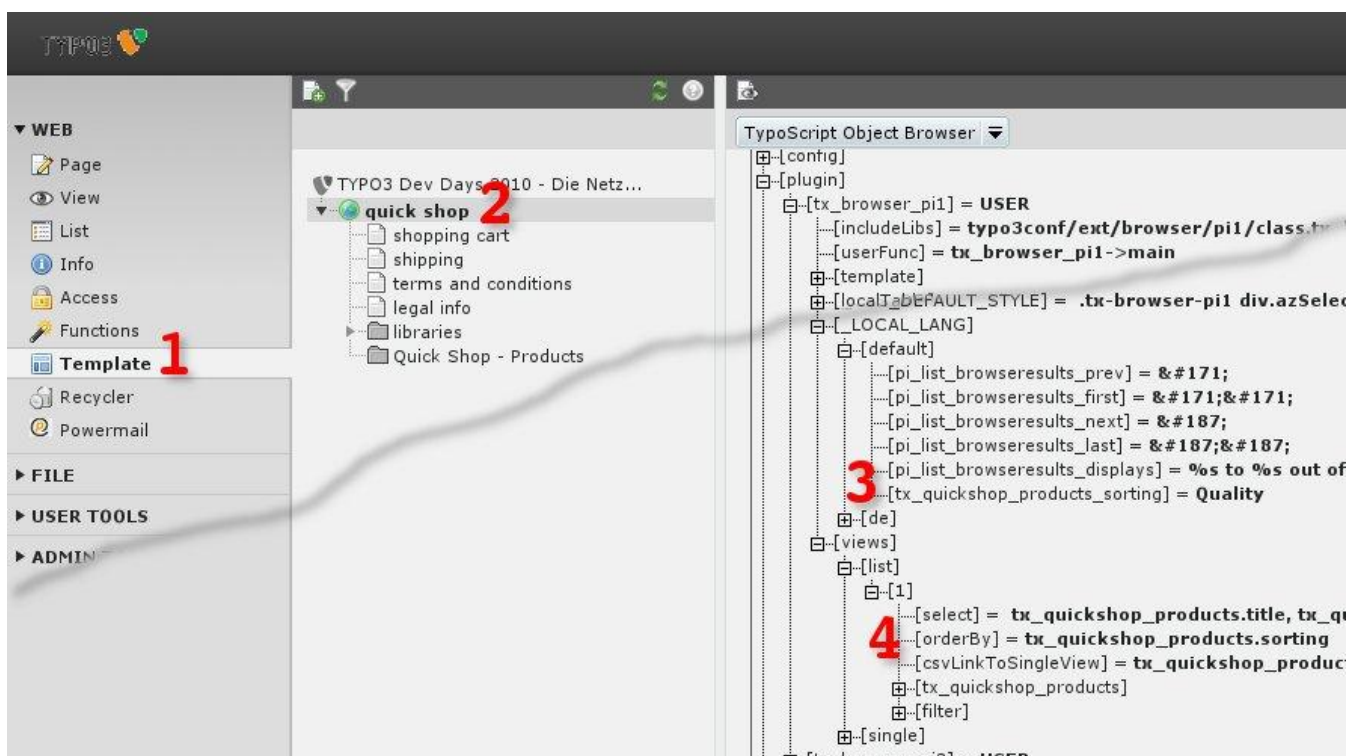 TYPO3
▼ WEB
Page
View
List
Info
Access
Functions
Template
1
Recycler
Powermail
▶ FILE
▶ USER TOOLS
▶ ADMIN
TYPO3 Dev Days 2010 - Die Netz...
quick shop
2
shopping cart
shipping
terms and conditions
legal info
libraries
Quick Shop - Products
TypoScript Object Browser
[config]
[plugin]
[tx_browser_pi1] = USER
[includeLibs] = typo3conf/ext/browser/pi1/class.tx
[userFunc] = tx_browser_pi1->main
[template]
[localTabEFAULT_STYLE] = .tx-browser-pi1 div.azSelec
[_LOCAL_LANG]
[default]
[pi_list_browseresults_prev] = &#171;
[pi_list_browseresults_first] = &#171;&#171;
[pi_list_browseresults_next] = &#187;
[pi_list_browseresults_last] = &#187;&#187;
[pi_list_browseresults_displays] = %s to %s out of
3
[tx_quickshop_products_sorting] = Quality
[de]
[views]
[list]
[1]
[select] = tx_quickshop_products.title, tx_qu
4
[orderBy] = tx_quickshop_products.sorting
[csvLinkToSingleView] = tx_quickshop_product
[tx_quickshop_products]
[filter]
[single]